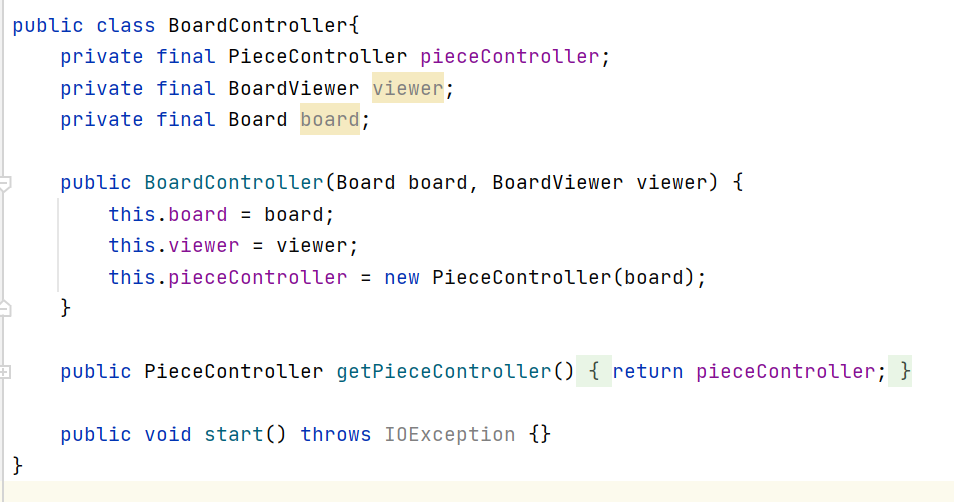 public class BoardController{
    private final PieceController pieceController;
    private final BoardViewer viewer;
    private final Board board;

    public BoardController(Board board, BoardViewer viewer) {
        this.board = board;
        this.viewer = viewer;
        this.pieceController = new PieceController(board);
    }

    public PieceController getPieceController() { return pieceController; }

    public void start() throws IOException {}
}